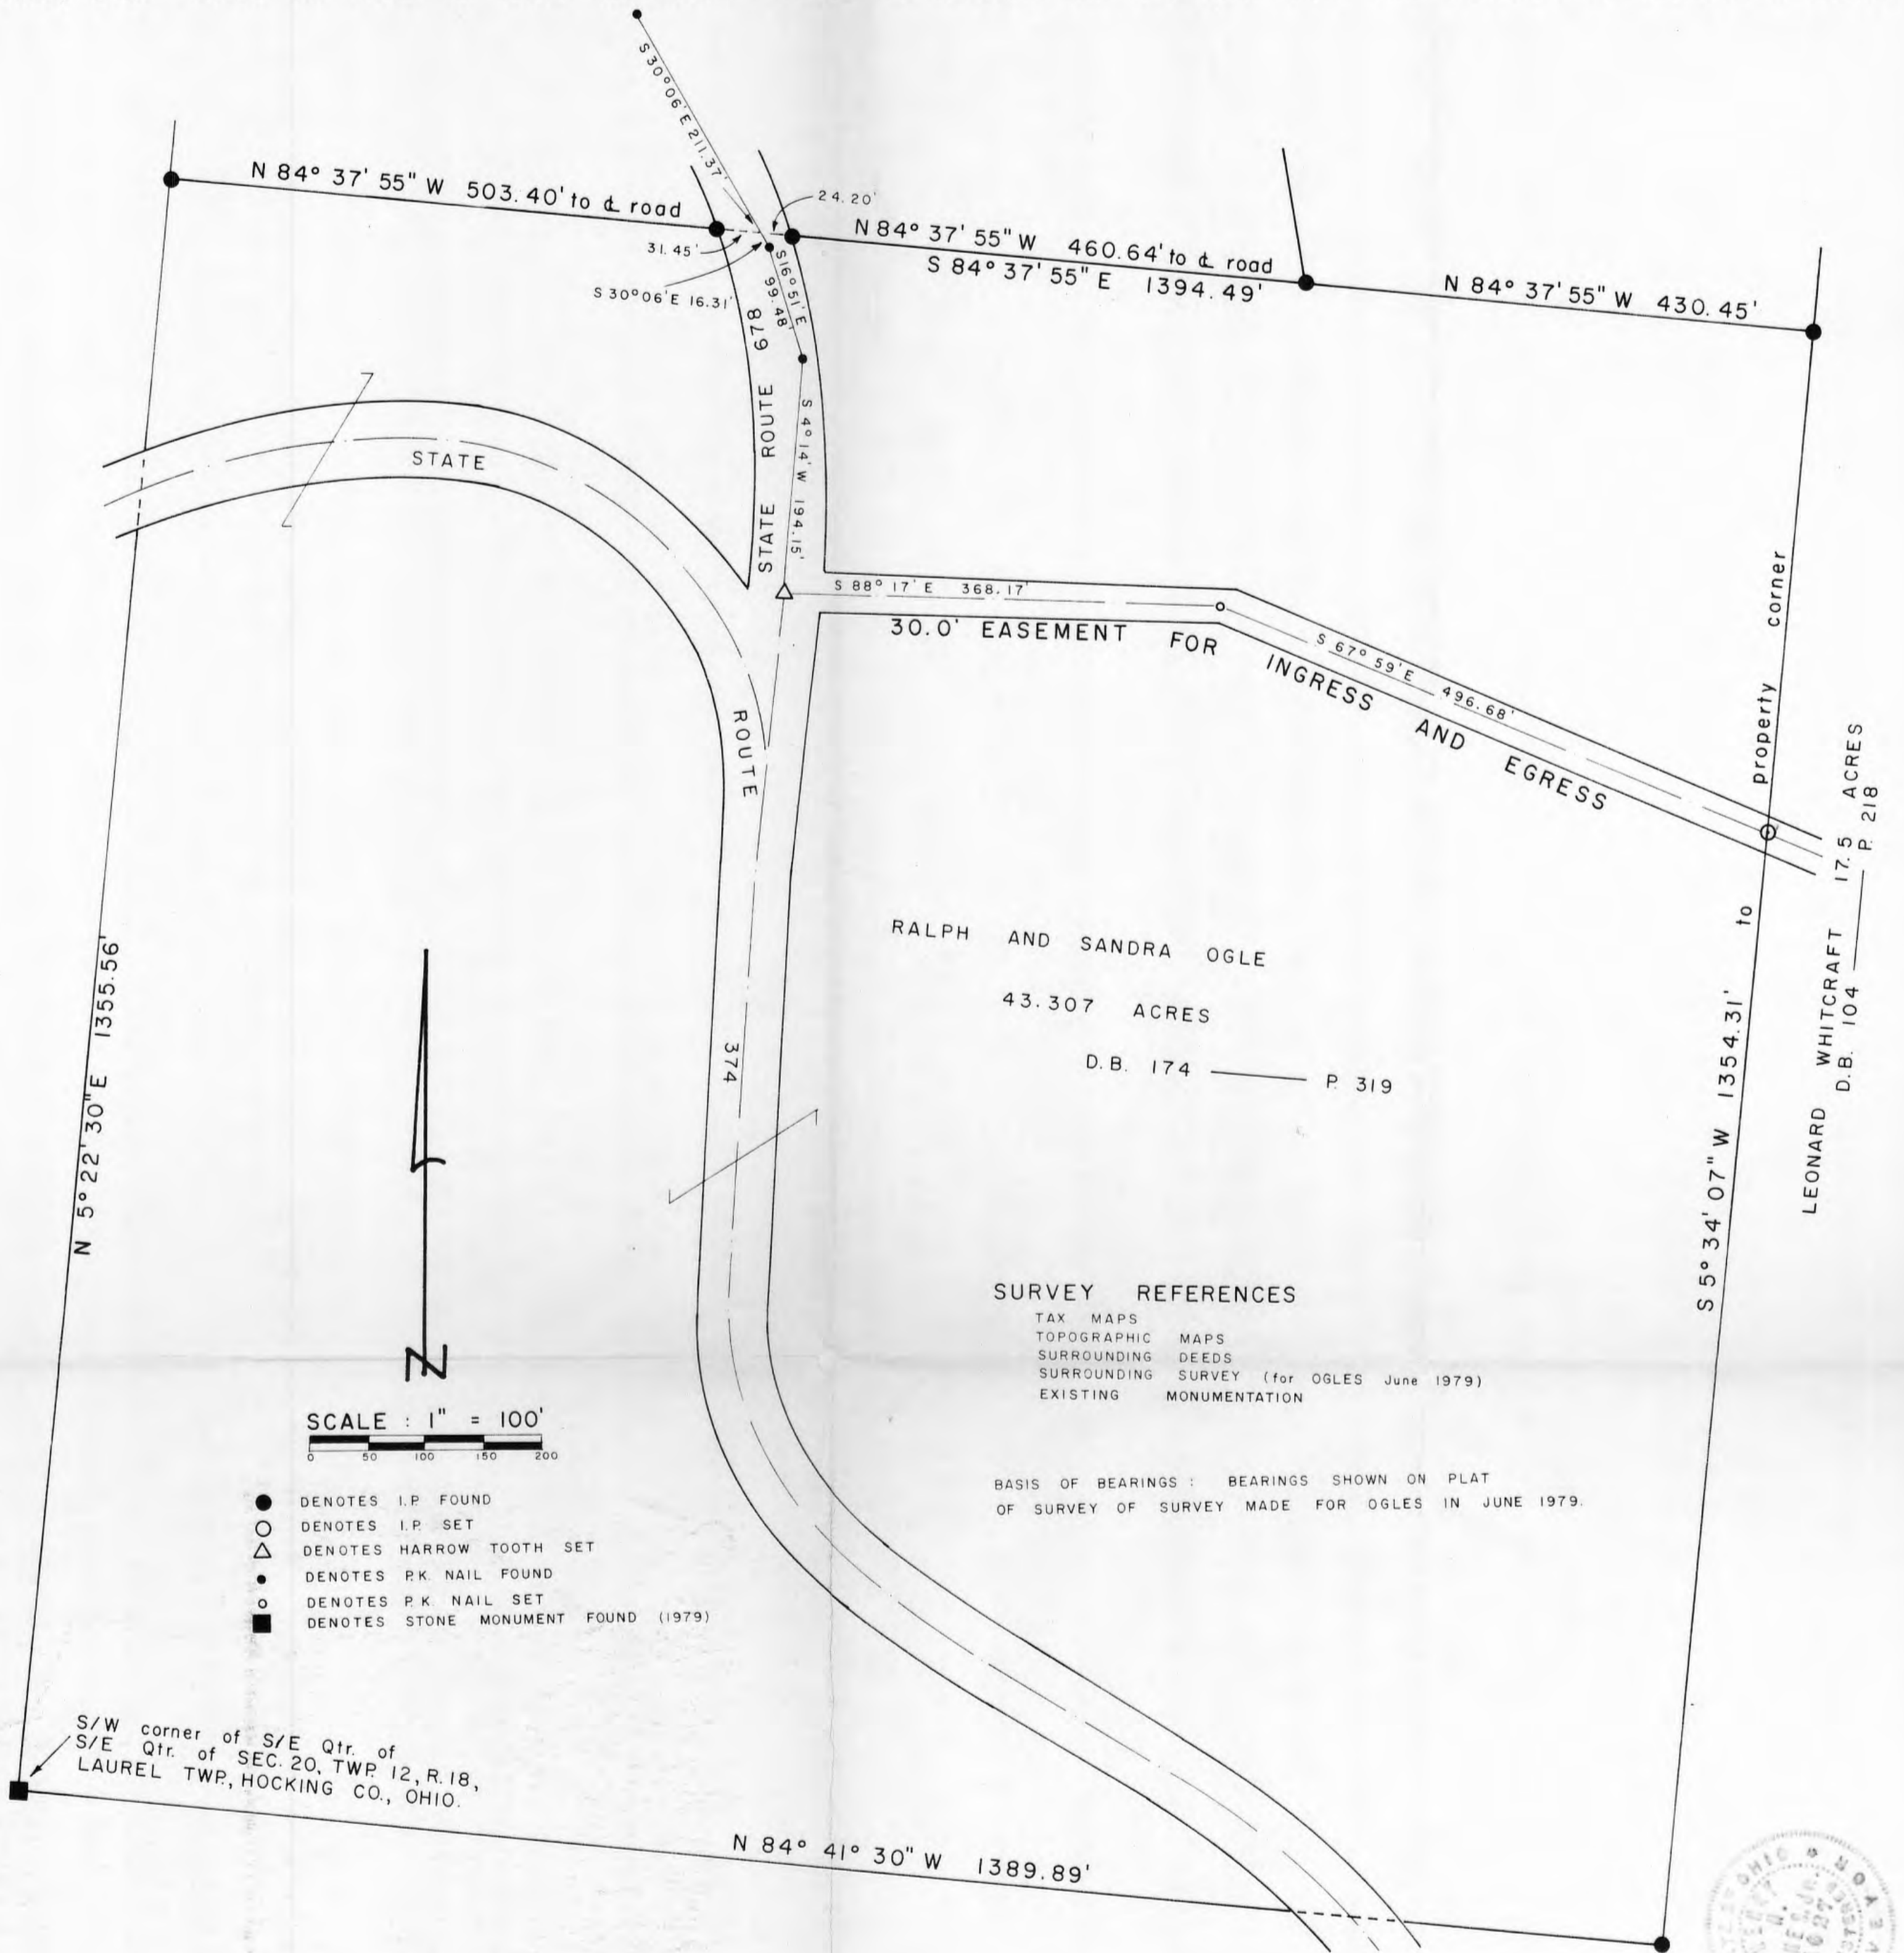 S 30° 06' E 211.37'
N 84° 37' 55" W 503.40' to ℄ road
24.20'
31.45'
S 30° 06' E 16.31'
S 16° 51' E
99.48'
N 84° 37' 55" W 460.64' to ℄ road
S 84° 37' 55" E 1394.49'
N 84° 37' 55" W 430.45'
STATE ROUTE 678
S 4° 14' W 194.15'
STATE
ROUTE
374
S 88° 17' E 368.17'
30.0' EASEMENT FOR INGRESS AND EGRESS
S 67° 59' E 496.68'
S 5° 34' 07" W 1354.31' to property corner
LEONARD WHITCRAFT 17.5 ACRES
D.B. 104 P. 218
N 5° 22' 30" E 1355.56'
RALPH AND SANDRA OGLE
43.307 ACRES
D.B. 174 P. 319
N
SURVEY REFERENCES
TAX MAPS
TOPOGRAPHIC MAPS
SURROUNDING DEEDS
SURROUNDING SURVEY (for OGLES June 1979)
EXISTING MONUMENTATION
SCALE : 1" = 100'
0 50 100 150 200
BASIS OF BEARINGS : BEARINGS SHOWN ON PLAT
OF SURVEY OF SURVEY MADE FOR OGLES IN JUNE 1979.
DENOTES I.P. FOUND
DENOTES I.P. SET
DENOTES HARROW TOOTH SET
DENOTES P.K. NAIL FOUND
DENOTES P.K. NAIL SET
DENOTES STONE MONUMENT FOUND (1979)
S/W corner of S/E Qtr. of
S/E Qtr. of SEC. 20, TWP. 12, R. 18,
LAUREL TWP., HOCKING CO., OHIO.
N 84° 41° 30" W 1389.89'
OHIO